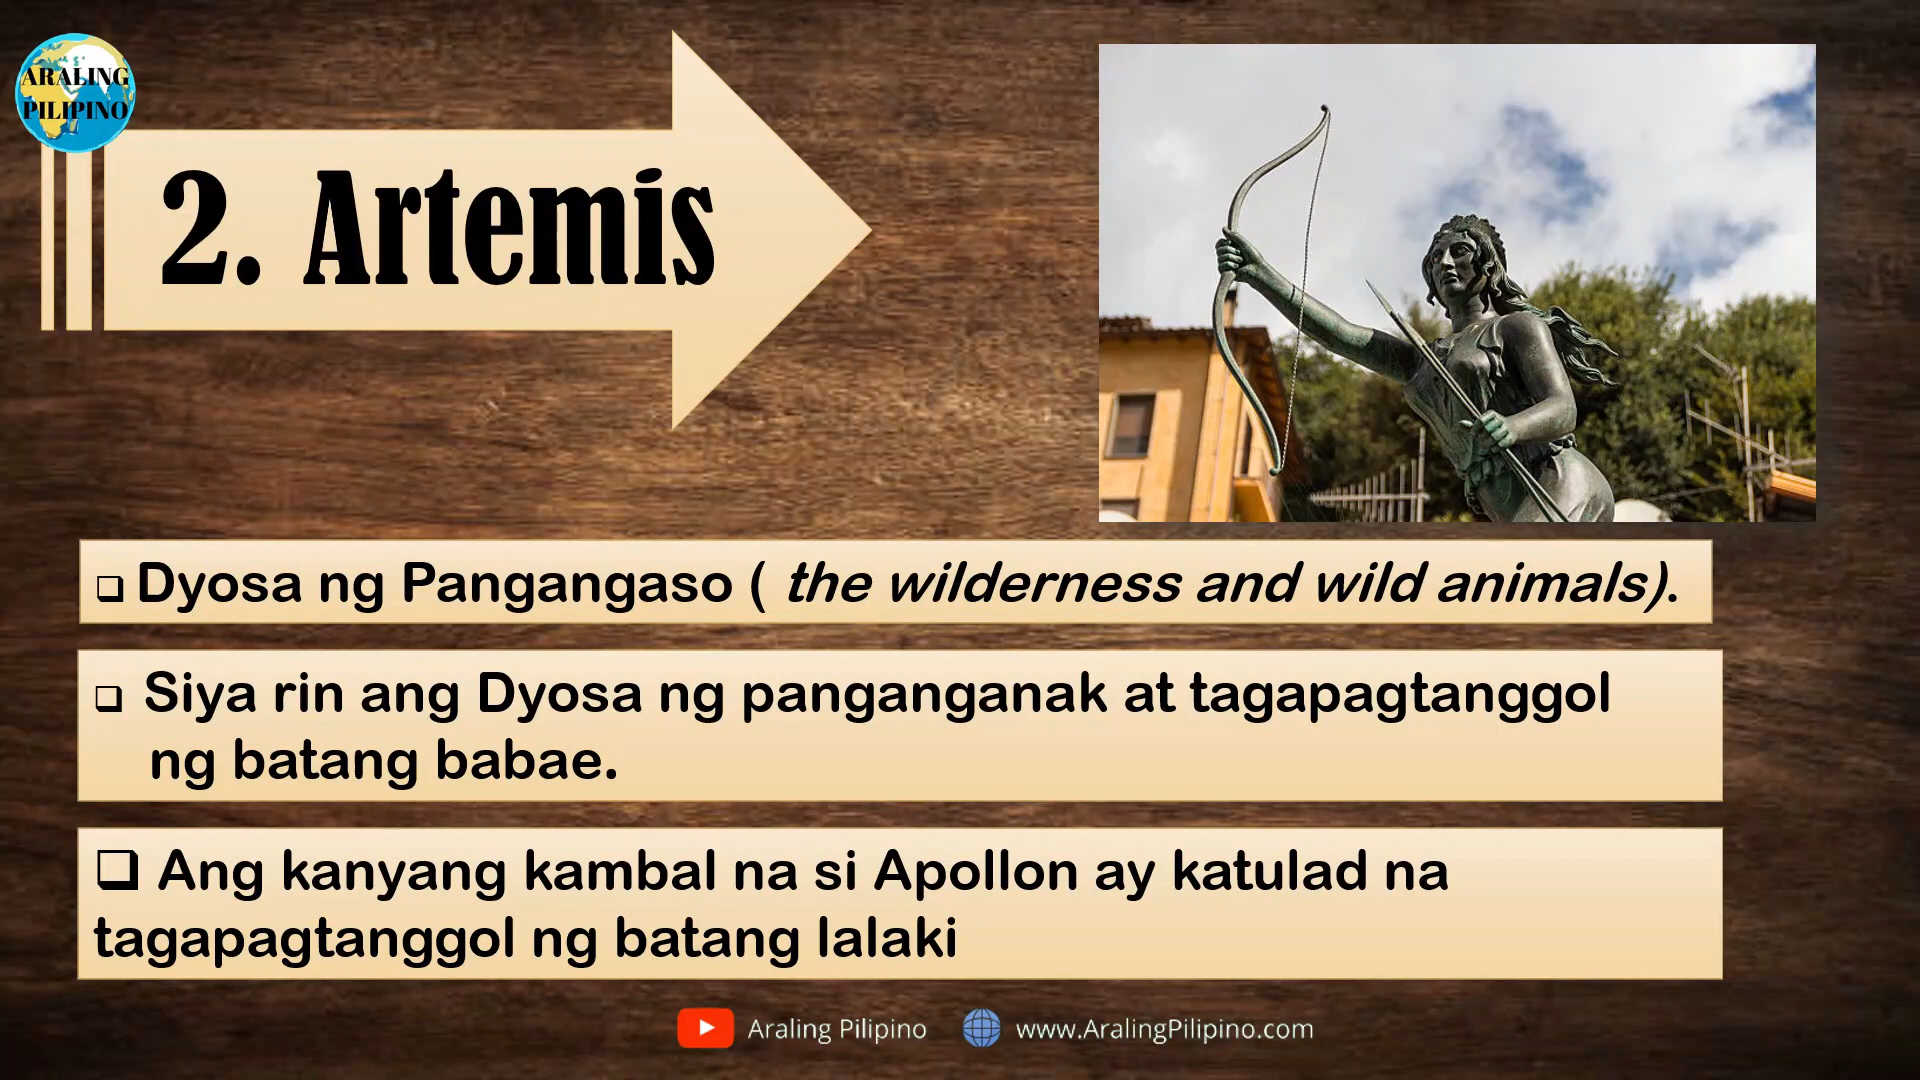 ARALING
PILIPINO
2. Artemis
❑ Dyosa ng Pangangaso ( the wilderness and wild animals).
❑ Siya rin ang Dyosa ng panganganak at tagapagtanggol
ng batang babae.
❑ Ang kanyang kambal na si Apollon ay katulad na
tagapagtanggol ng batang lalaki
Araling Pilipino www.AralingPilipino.com